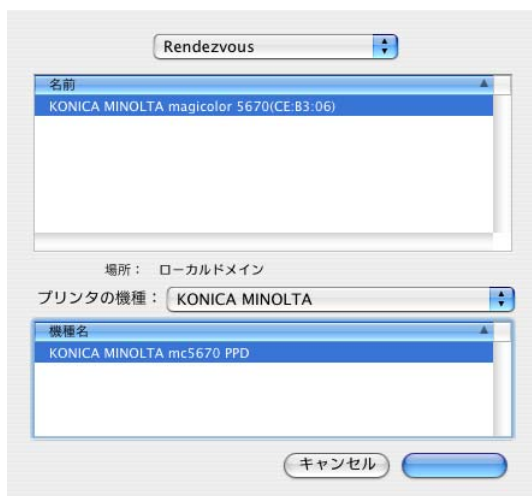 Rendezvous
名前
KONICA MINOLTA magicolor 5670(CE:B3:06)
場所： ローカルドメイン
プリンタの機種： KONICA MINOLTA
機種名
KONICA MINOLTA mc5670 PPD
キャンセル